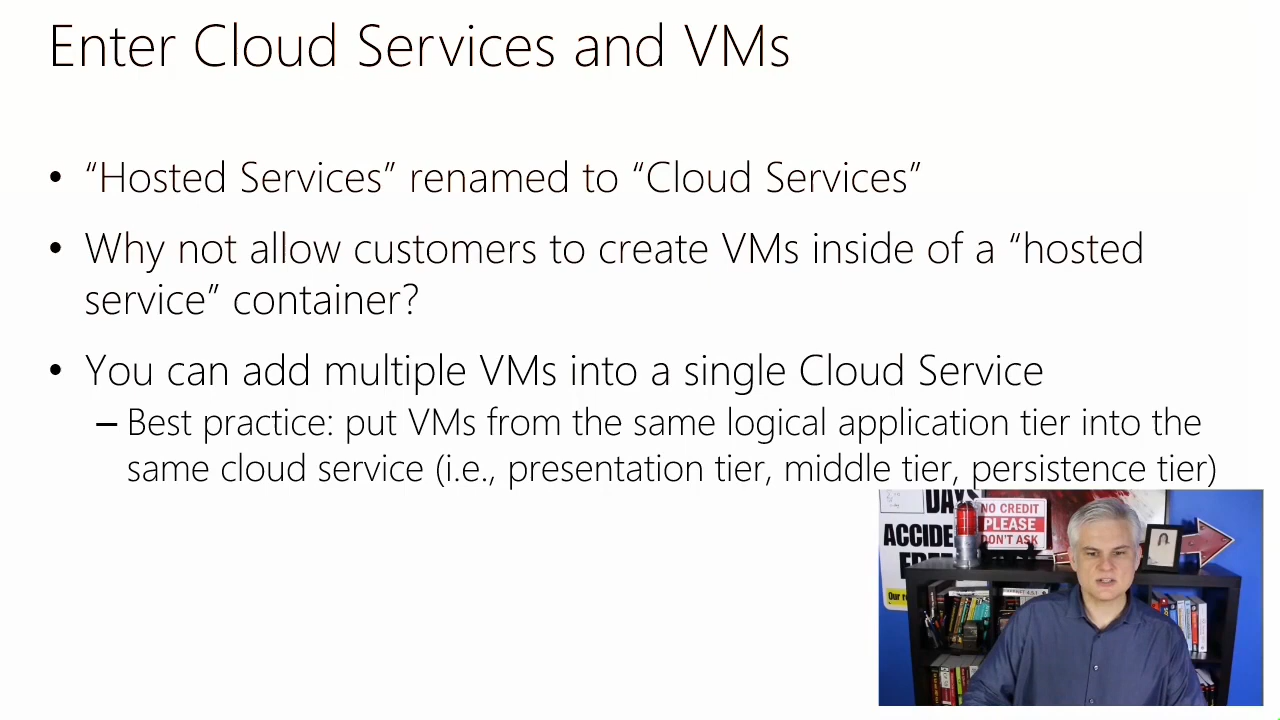 Enter Cloud Services and VMs
• “Hosted Services” renamed to “Cloud Services”
• Why not allow customers to create VMs inside of a “hosted
service” container?
• You can add multiple VMs into a single Cloud Service
– Best practice: put VMs from the same logical application tier into the
same cloud service (i.e., presentation tier, middle tier, persistence tier)
DAYS
ACCIDE
FREE
NO CREDIT
PLEASE
DON'T ASK